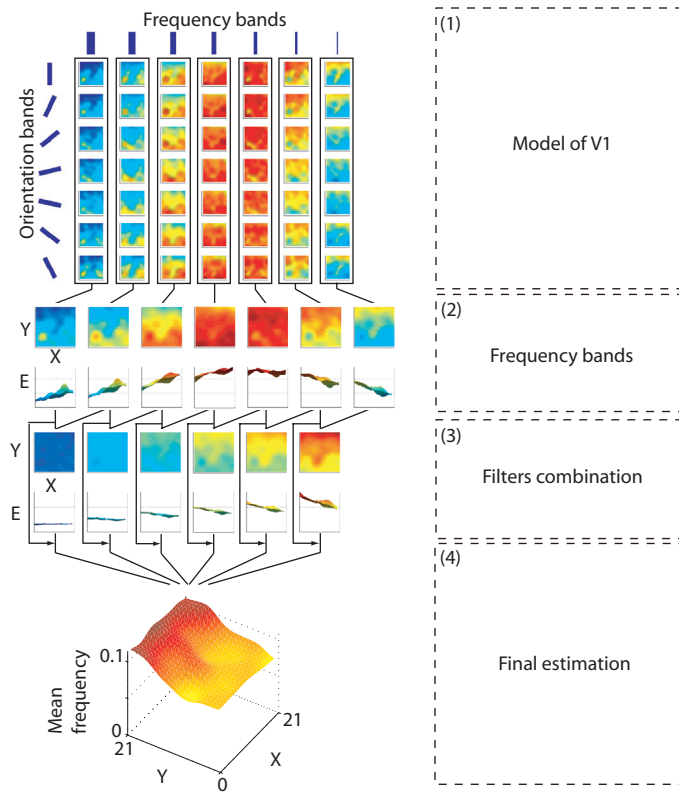 Frequency bands
Orientation bands
(1)
Model of V1
Y
X
E
(2)
Frequency bands
Y
X
E
(3)
Filters combination
(4)
Final estimation
Mean
frequency
0.1
0
21
Y
0
X
21